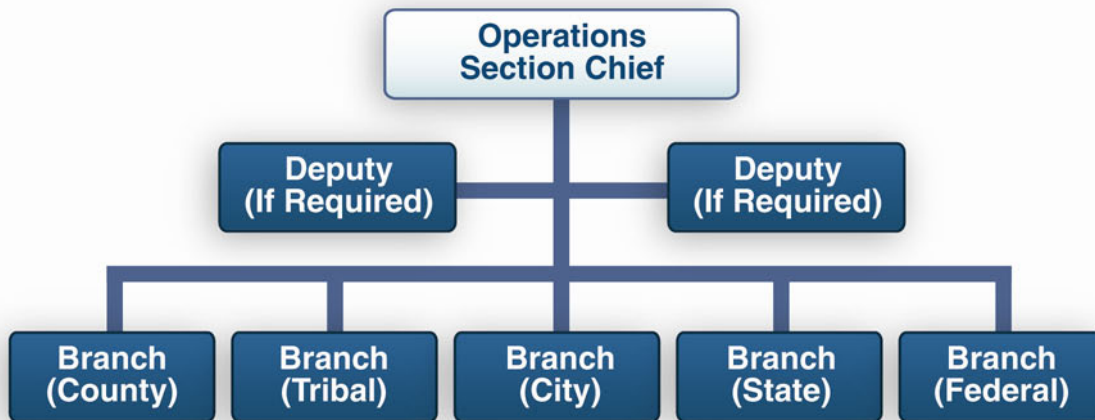 Operations
Section Chief
Deputy
(If Required)
Deputy
(If Required)
Branch
(County)
Branch
(Tribal)
Branch
(City)
Branch
(State)
Branch
(Federal)